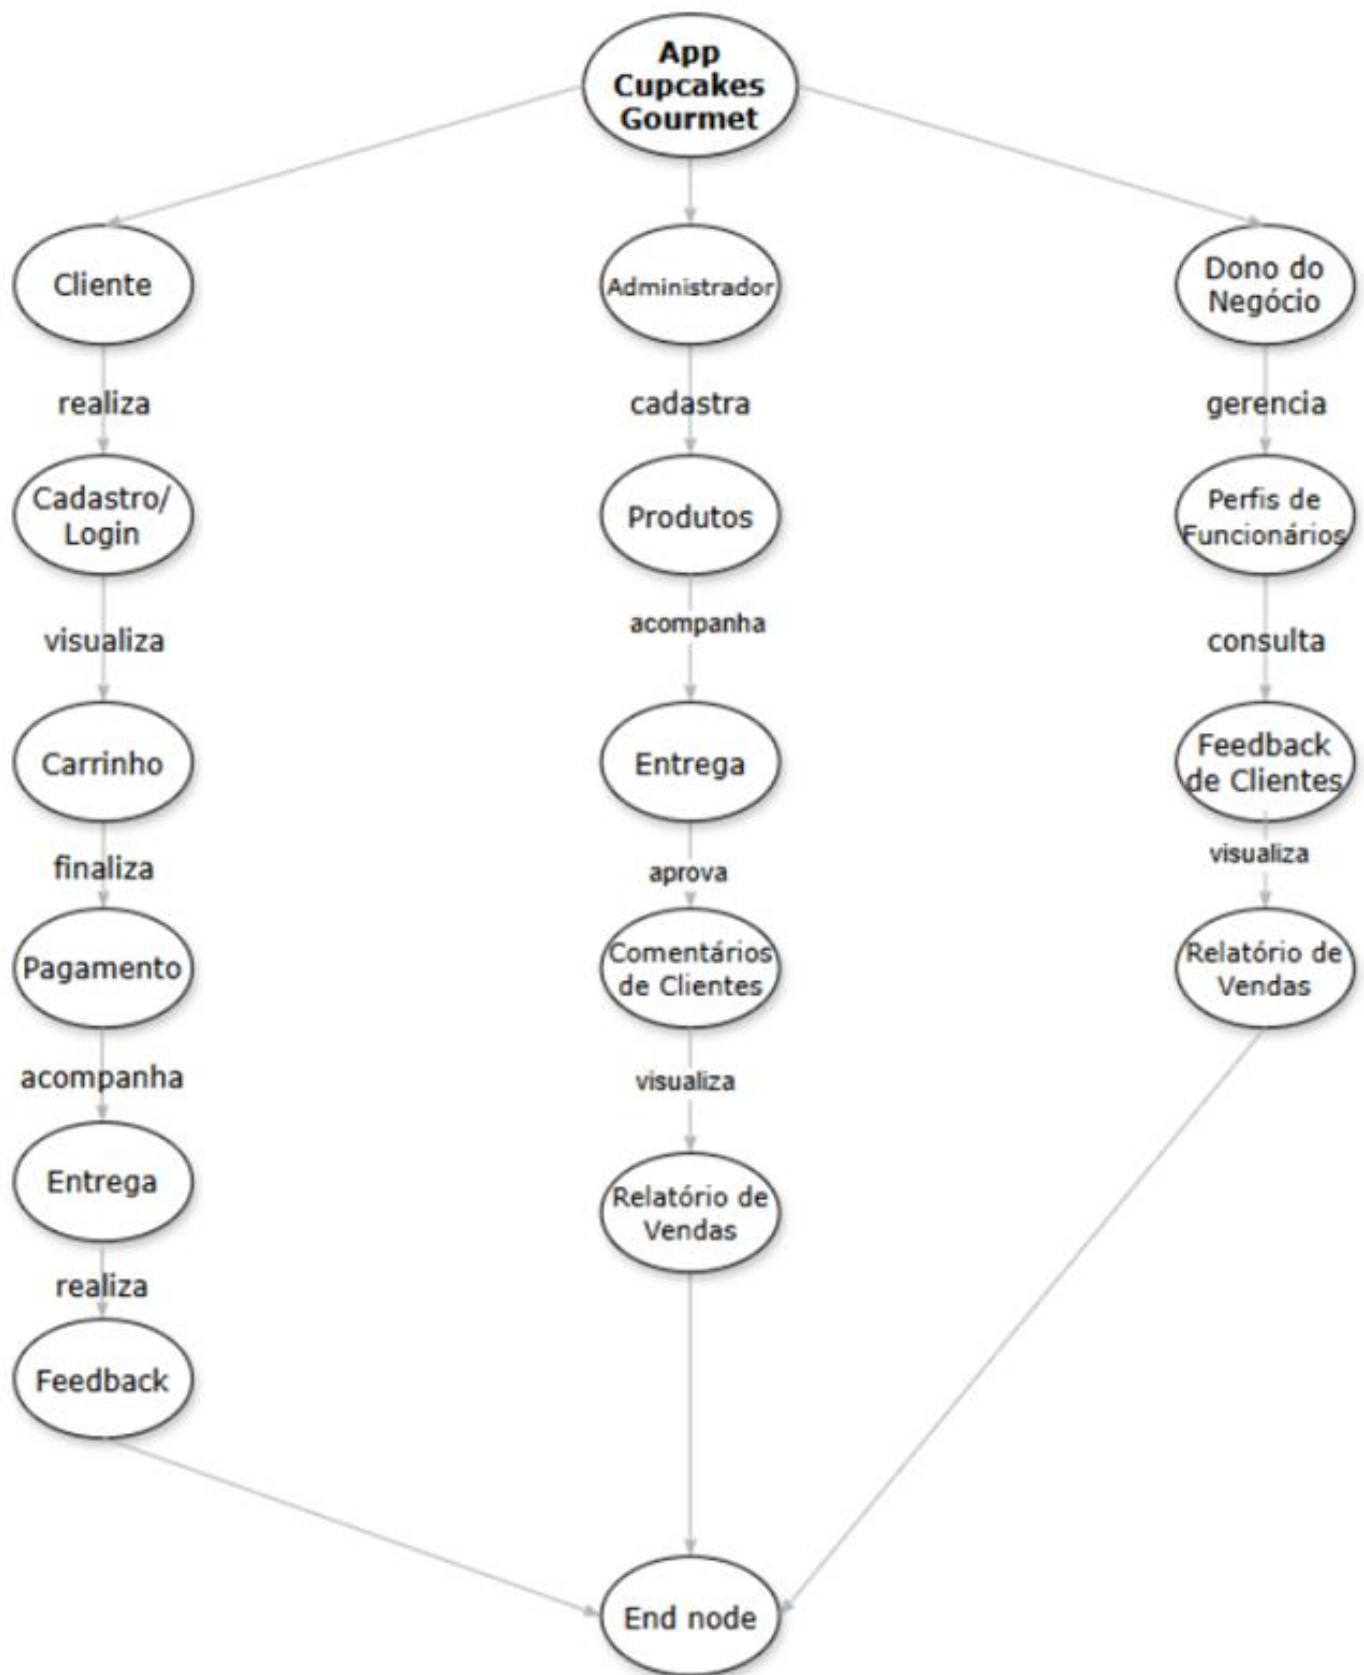 App
Cupcakes
Gourmet
Cliente
Administrador
Dono do
Negócio
realiza
cadastra
gerencia
Cadastro/
Login
Produtos
Perfis de
Funcionários
visualiza
acompanha
consulta
Carrinho
Entrega
Feedback
de Clientes
finaliza
aprova
visualiza
Pagamento
Comentários
de Clientes
Relatório de
Vendas
acompanha
visualiza
Entrega
Relatório de
Vendas
realiza
Feedback
End node